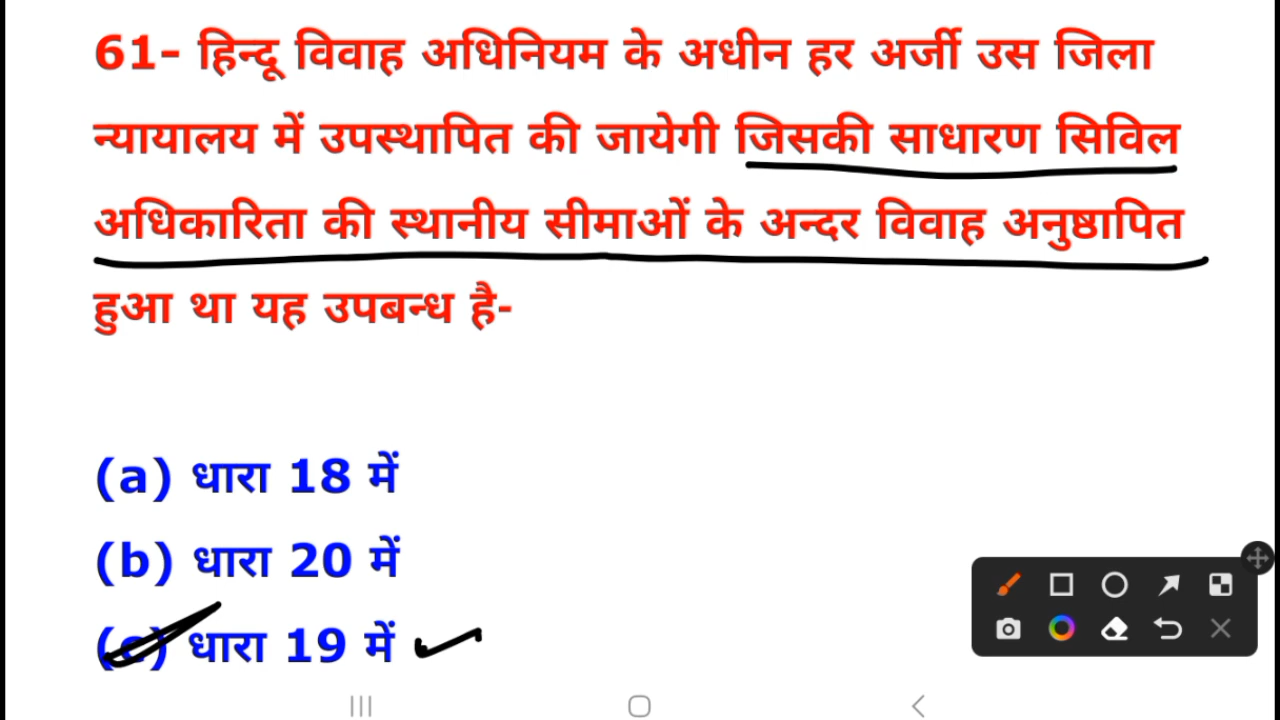 61- हिन्दू विवाह अधिनियम के अधीन हर अर्जी उस जिला
न्यायालय में उपस्थापित की जायेगी जिसकी साधारण सिविल
अधिकारिता की स्थानीय सीमाओं के अन्दर विवाह अनुष्ठापित
हुआ था यह उपबन्ध है-
(a) धारा 18 में
(b) धारा 20 में
(c) धारा 19 में